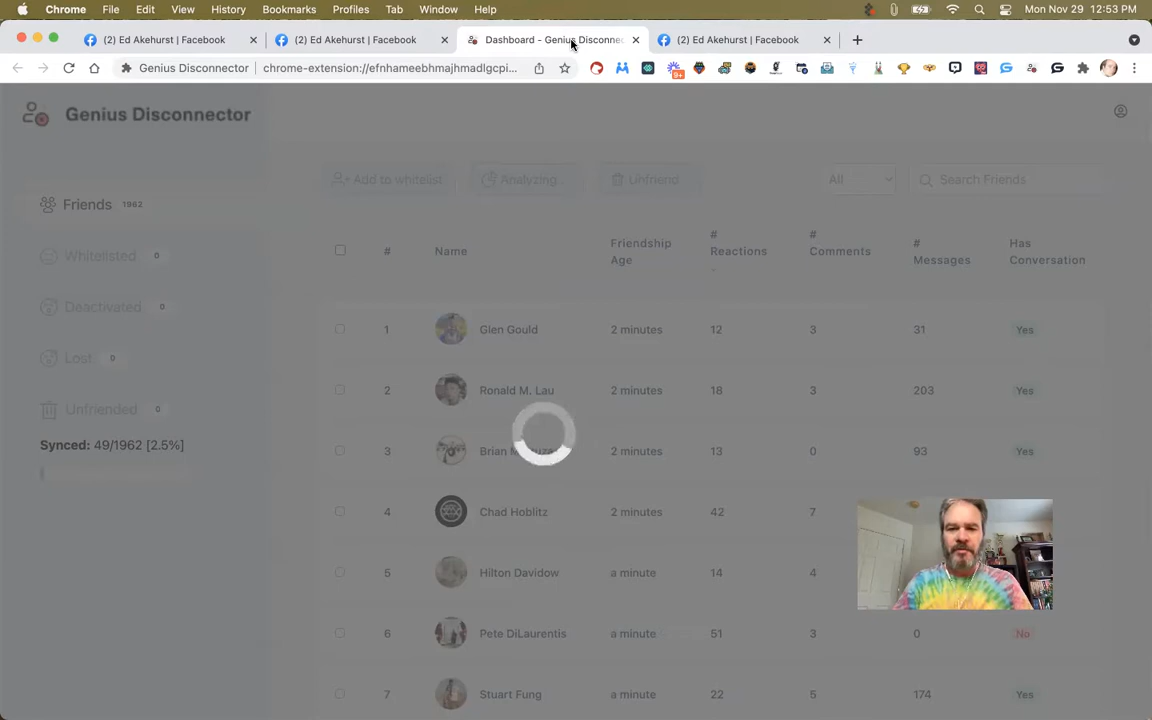 Chrome File Edit View History Bookmarks Profiles Tab Window Help Mon Nov 29 12:53 PM
(2) Ed Akehurst | Facebook (2) Ed Akehurst | Facebook Dashboard - Genius Disconnec (2) Ed Akehurst | Facebook
Genius Disconnector chrome-extension://efnhameebhmajhmadlgcpi... 9+
Genius Disconnector
Add to whitelist Analyzing... Unfriend All Search Friends
Friends 1962
Whitelisted 0
Deactivated 0
Lost 0
Unfriended 0
Synced: 49/1962 [2.5%]
# Name Friendship Age # Reactions # Comments # Messages Has Conversation
1 Glen Gould 2 minutes 12 3 31 Yes
2 Ronald M. Lau 2 minutes 18 3 203 Yes
3 Brian 2 minutes 13 0 93 Yes
4 Chad Hoblitz 2 minutes 42 7
5 Hilton Davidow a minute 14 4
6 Pete DiLaurentis a minute 51 3 0 No
7 Stuart Fung a minute 22 5 174 Yes